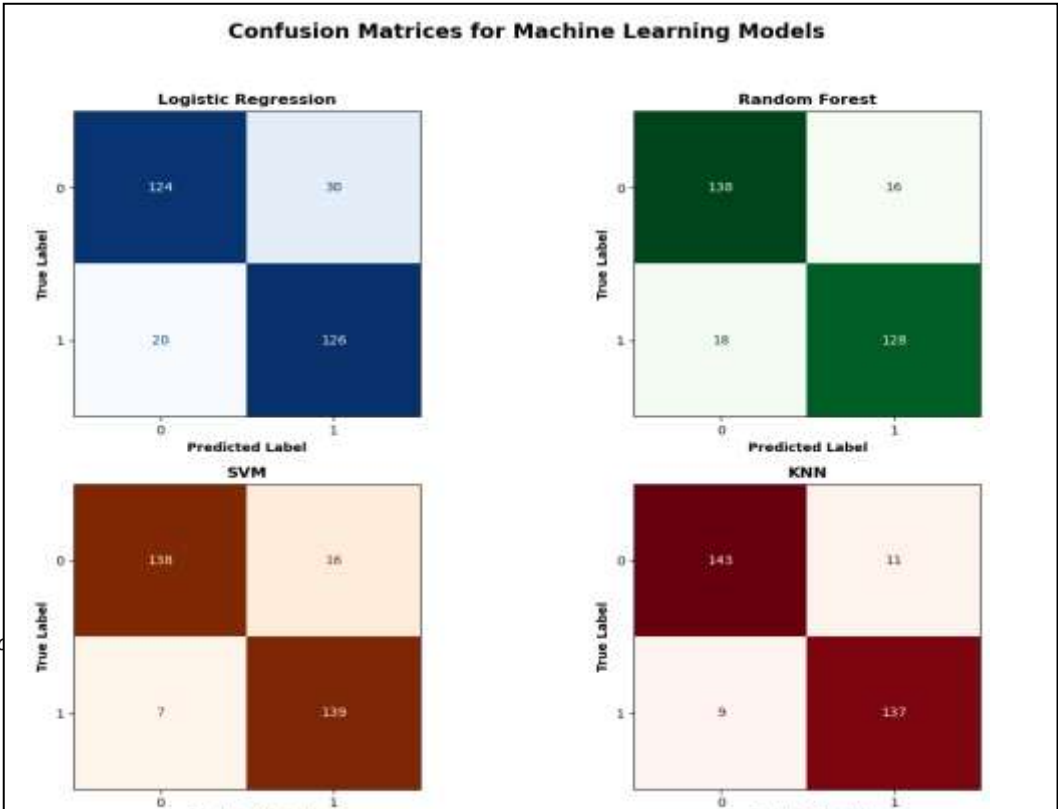 Confusion Matrices for Machine Learning Models
Logistic Regression
Random Forest
0
124
30
0
138
16
True Label
True Label
1
20
126
1
18
128
0
1
0
1
Predicted Label
Predicted Label
SVM
KNN
0
138
16
0
143
11
True Label
True Label
1
7
139
1
9
137
0
1
0
1